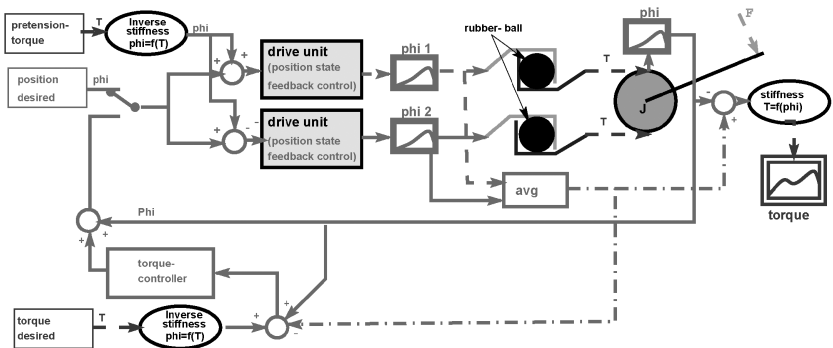 pretension-
torque
T
Inverse
stiffness
phi=f(T)
phi
position
desired
phi
+
+
drive unit
(position state
feedback control)
phi 1
rubber- ball
T
phi
F
J
+
-
-
drive unit
(position state
feedback control)
phi 2
T
-
+
stiffness
T=f(phi)
torque
avg
Phi
+
+
torque-
controller
+
-
torque
desired
T
Inverse
stiffness
phi=f(T)
+